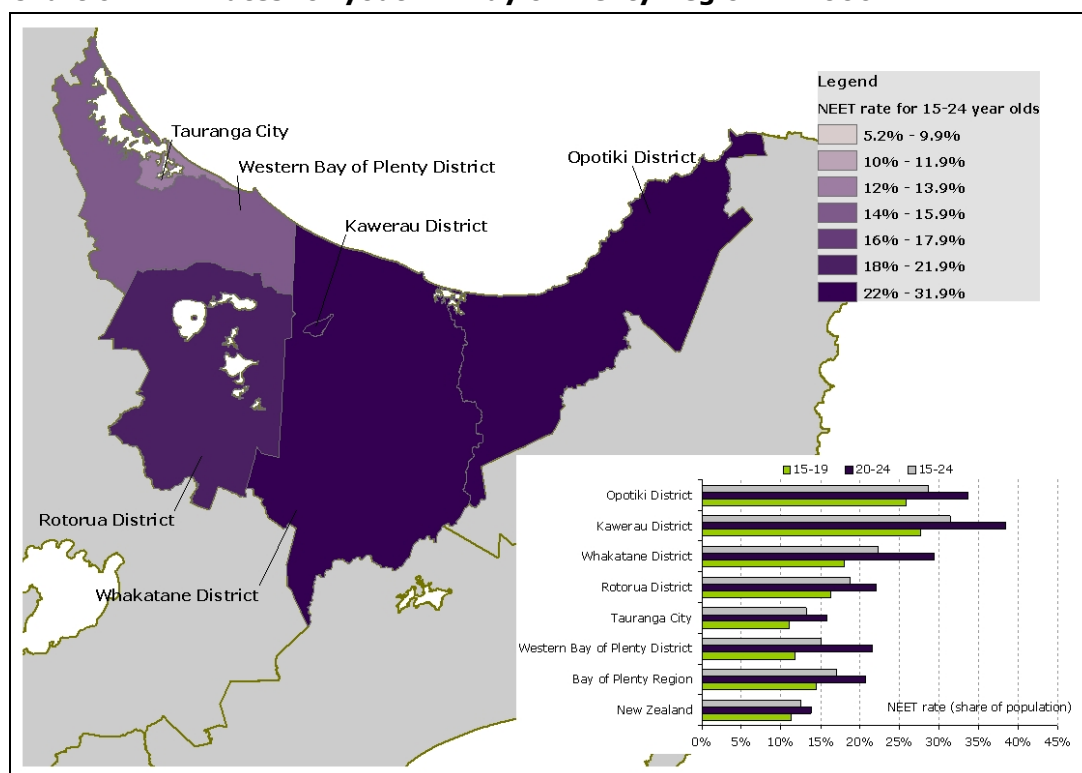 Tauranga City
Western Bay of Plenty District
Kawerau District
Opotiki District
Rotorua District
Whakatane District
Legend
NEET rate for 15-24 year olds
5.2% - 9.9%
10% - 11.9%
12% - 13.9%
14% - 15.9%
16% - 17.9%
18% - 21.9%
22% - 31.9%
15-19 20-24 15-24
Opotiki District
Kawerau District
Whakatane District
Rotorua District
Tauranga City
Western Bay of Plenty District
Bay of Plenty Region
New Zealand
NEET rate (share of population)
0% 5% 10% 15% 20% 25% 30% 35% 40% 45%